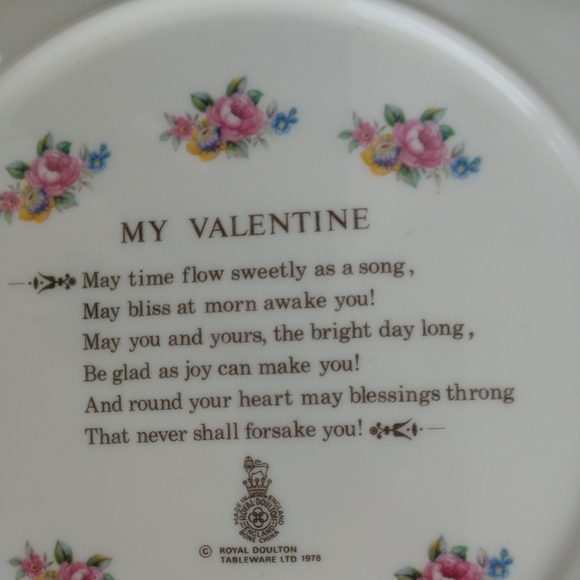 MY VALENTINE
May time flow sweetly as a song,
May bliss at morn awake you!
May you and yours, the bright day long,
Be glad as joy can make you!
And round your heart may blessings throng
That never shall forsake you!
MADE IN ENGLAND
ROYAL DOULTON
ENGLAND
BONE CHINA
© ROYAL DOULTON
TABLEWARE LTD 1976